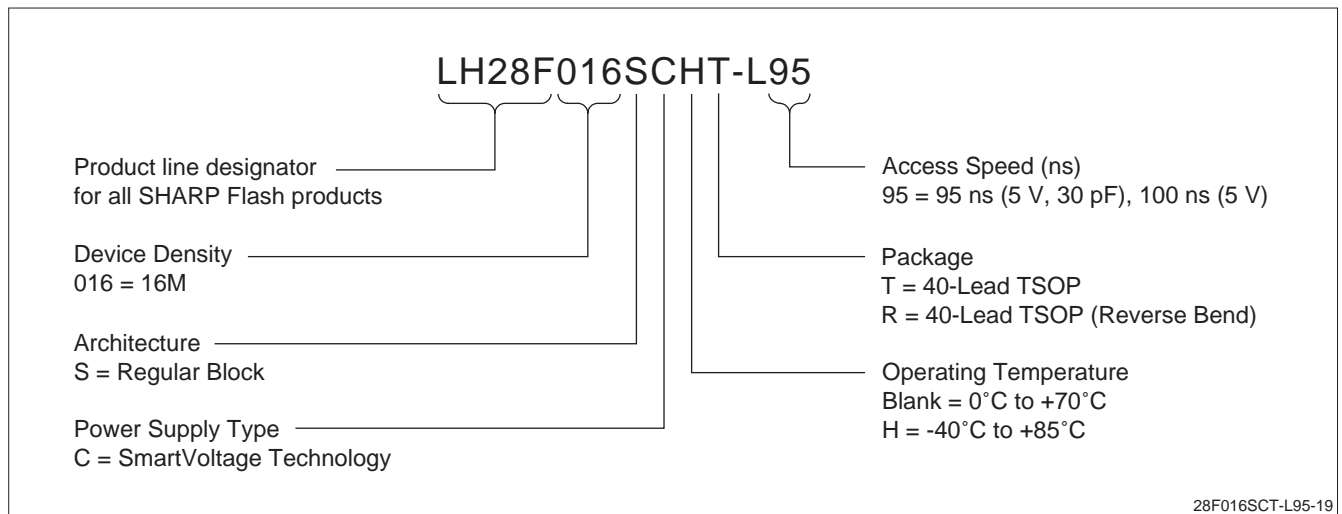 LH28F016SCHT-L95
Product line designator
for all SHARP Flash products
Device Density
016 = 16M
Architecture
S = Regular Block
Power Supply Type
C = SmartVoltage Technology
Access Speed (ns)
95 = 95 ns (5 V, 30 pF), 100 ns (5 V)
Package
T = 40-Lead TSOP
R = 40-Lead TSOP (Reverse Bend)
Operating Temperature
Blank = 0˚C to +70˚C
H = -40˚C to +85˚C
28F016SCT-L95-19